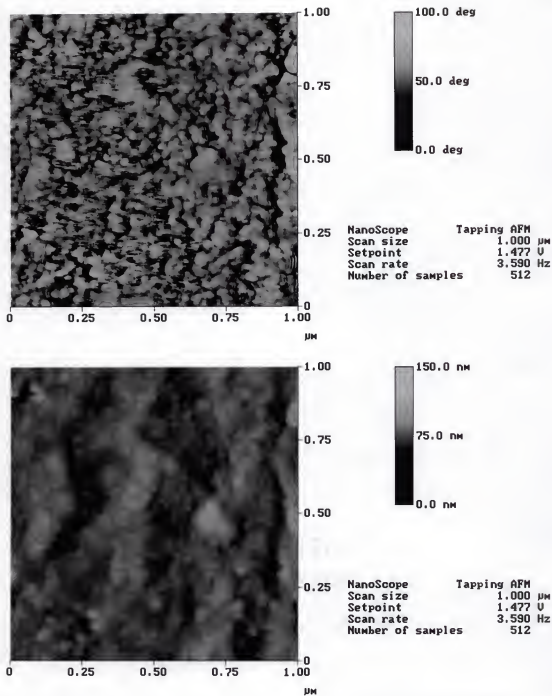 1.00
0.75
0.50
0.25
0
0 0.25 0.50 0.75 1.00
µM
100.0 deg
50.0 deg
0.0 deg
NanoScope Tapping AFM
Scan size 1.000 µM
Setpoint 1.477 V
Scan rate 3.590 Hz
Number of samples 512
1.00
0.75
0.50
0.25
0
0 0.25 0.50 0.75 1.00
µM
150.0 nM
75.0 nM
0.0 nM
NanoScope Tapping AFM
Scan size 1.000 µM
Setpoint 1.477 V
Scan rate 3.590 Hz
Number of samples 512